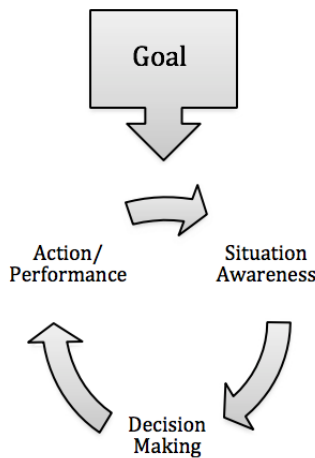 Goal
Action/
Performance
Situation
Awareness
Decision
Making